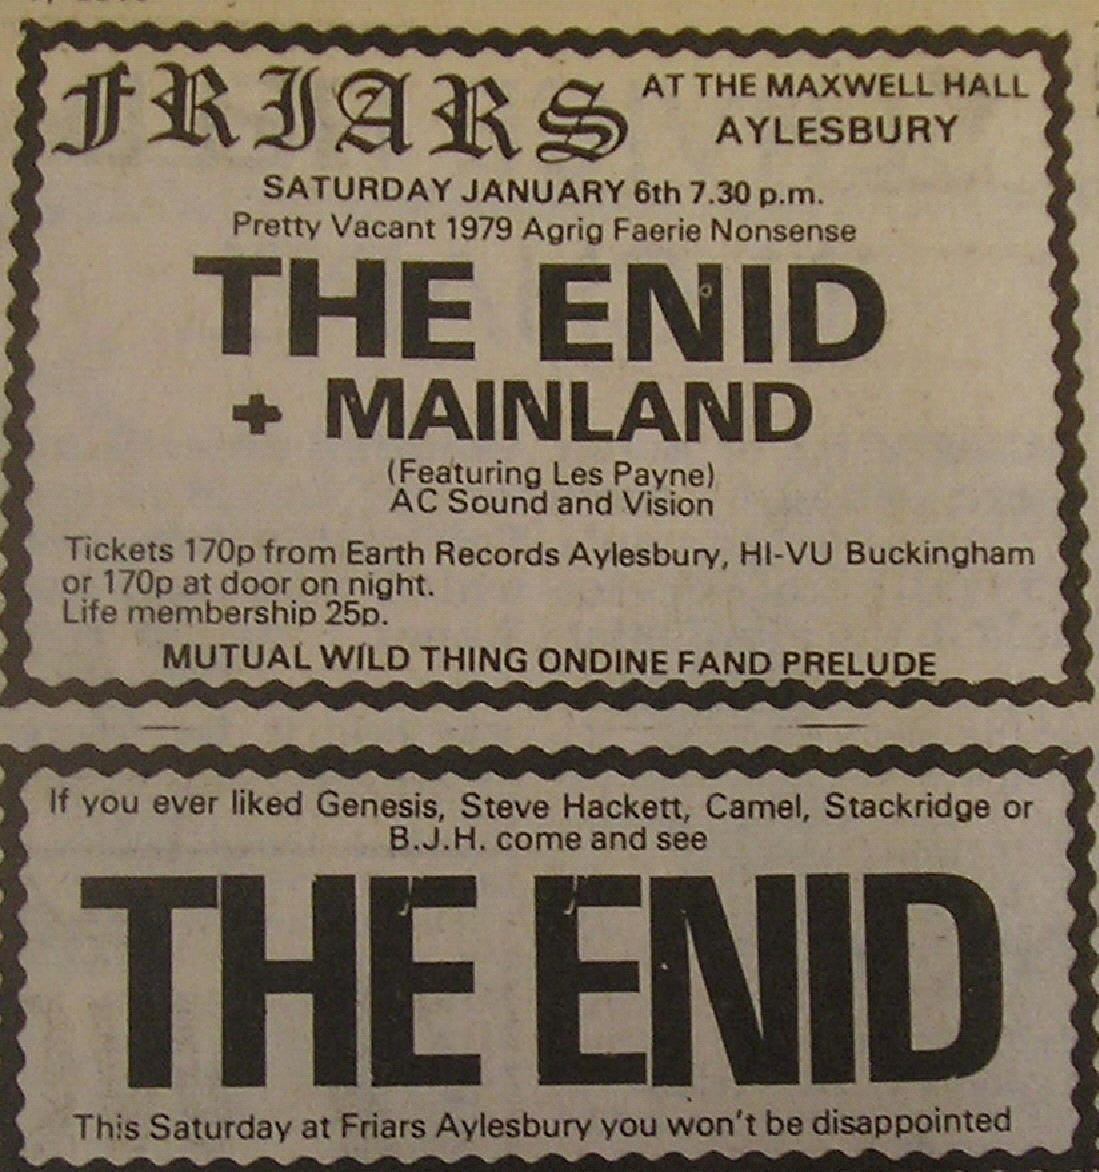 FRIARS AT THE MAXWELL HALL
AYLESBURY
SATURDAY JANUARY 6th 7.30 p.m.
Pretty Vacant 1979 Agrig Faerie Nonsense
THE ENID
+ MAINLAND
(Featuring Les Payne)
AC Sound and Vision
Tickets 170p from Earth Records Aylesbury, HI-VU Buckingham
or 170p at door on night.
Life membership 25p.
MUTUAL WILD THING ONDINE FAND PRELUDE
If you ever liked Genesis, Steve Hackett, Camel, Stackridge or
B.J.H. come and see
THE ENID
This Saturday at Friars Aylesbury you won't be disappointed